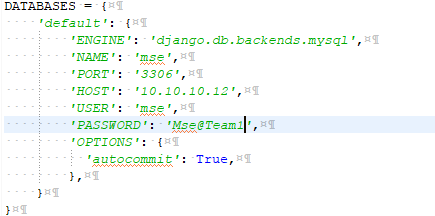 DATABASES = {
    'default': {
        'ENGINE': 'django.db.backends.mysql',
        'NAME': 'mse',
        'PORT': '3306',
        'HOST': '10.10.10.12',
        'USER': 'mse',
        'PASSWORD': 'Mse@Team1',
        'OPTIONS': {
          'autocommit': True,
        },
    }
}